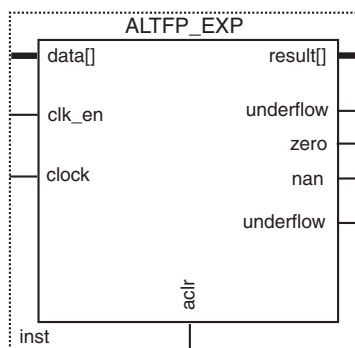 ALTFP_EXP
data[]
result[]
clk_en
underflow
zero
clock
nan
underflow
aclr
inst